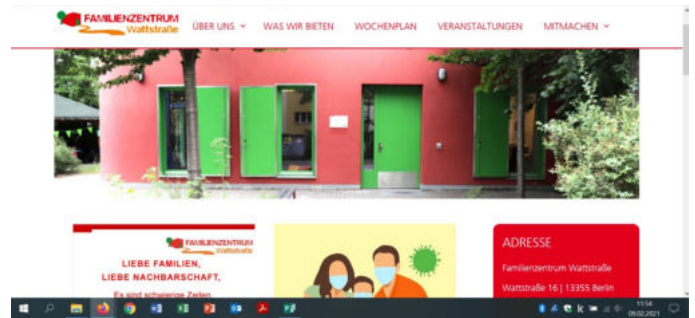 FAMILIENZENTRUM
Wattstraße
ÜBER UNS
WAS WIR BIETEN
WOCHENPLAN
VERANSTALTUNGEN
MITMACHEN
FAMILIENZENTRUM
Wattstraße
LIEBE FAMILIEN,
LIEBE NACHBARSCHAFT,
Es sind schwierige Zeiten
ADRESSE
Familienzentrum Wattstraße
Wattstraße 16 | 13355 Berlin
11:54
09.02.2021